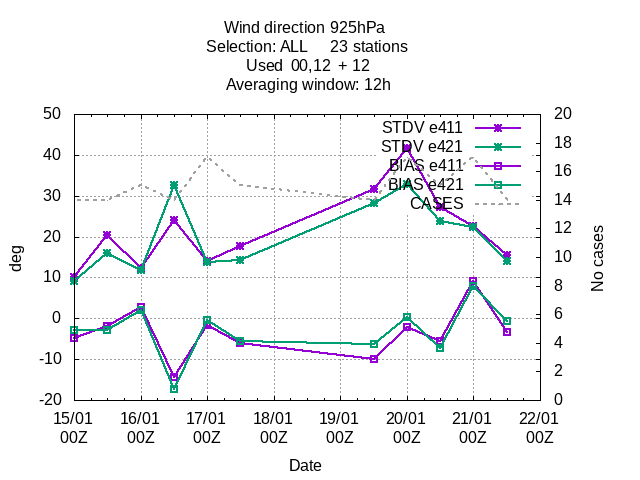 Wind direction 925hPa
Selection: ALL     23 stations
Used  00,12  + 12
Averaging window: 12h
50
40
30
20
10
0
-10
-20
20
18
16
14
12
10
8
6
4
2
0
STDV e411
STDV e421
BIAS e411
BIAS e421
CASES
deg
No cases
15/01 16/01 17/01 18/01 19/01 20/01 21/01 22/01
00Z 00Z 00Z 00Z 00Z 00Z 00Z 00Z
Date